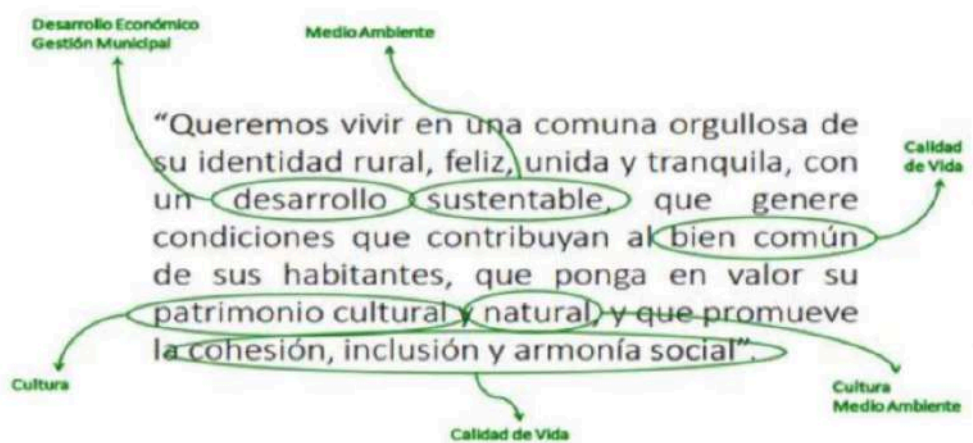 Desarrollo Económico
Gestión Municipal
Medio Ambiente
“Queremos vivir en una comuna orgullosa de
su identidad rural, feliz, unida y tranquila, con
un desarrollo sustentable, que genere
condiciones que contribuyan al bien común
de sus habitantes, que ponga en valor su
patrimonio cultural y natural, y que promueve
la cohesión, inclusión y armonía social”.
Calidad
de Vida
Cultura
Calidad de Vida
Cultura
Medio Ambiente